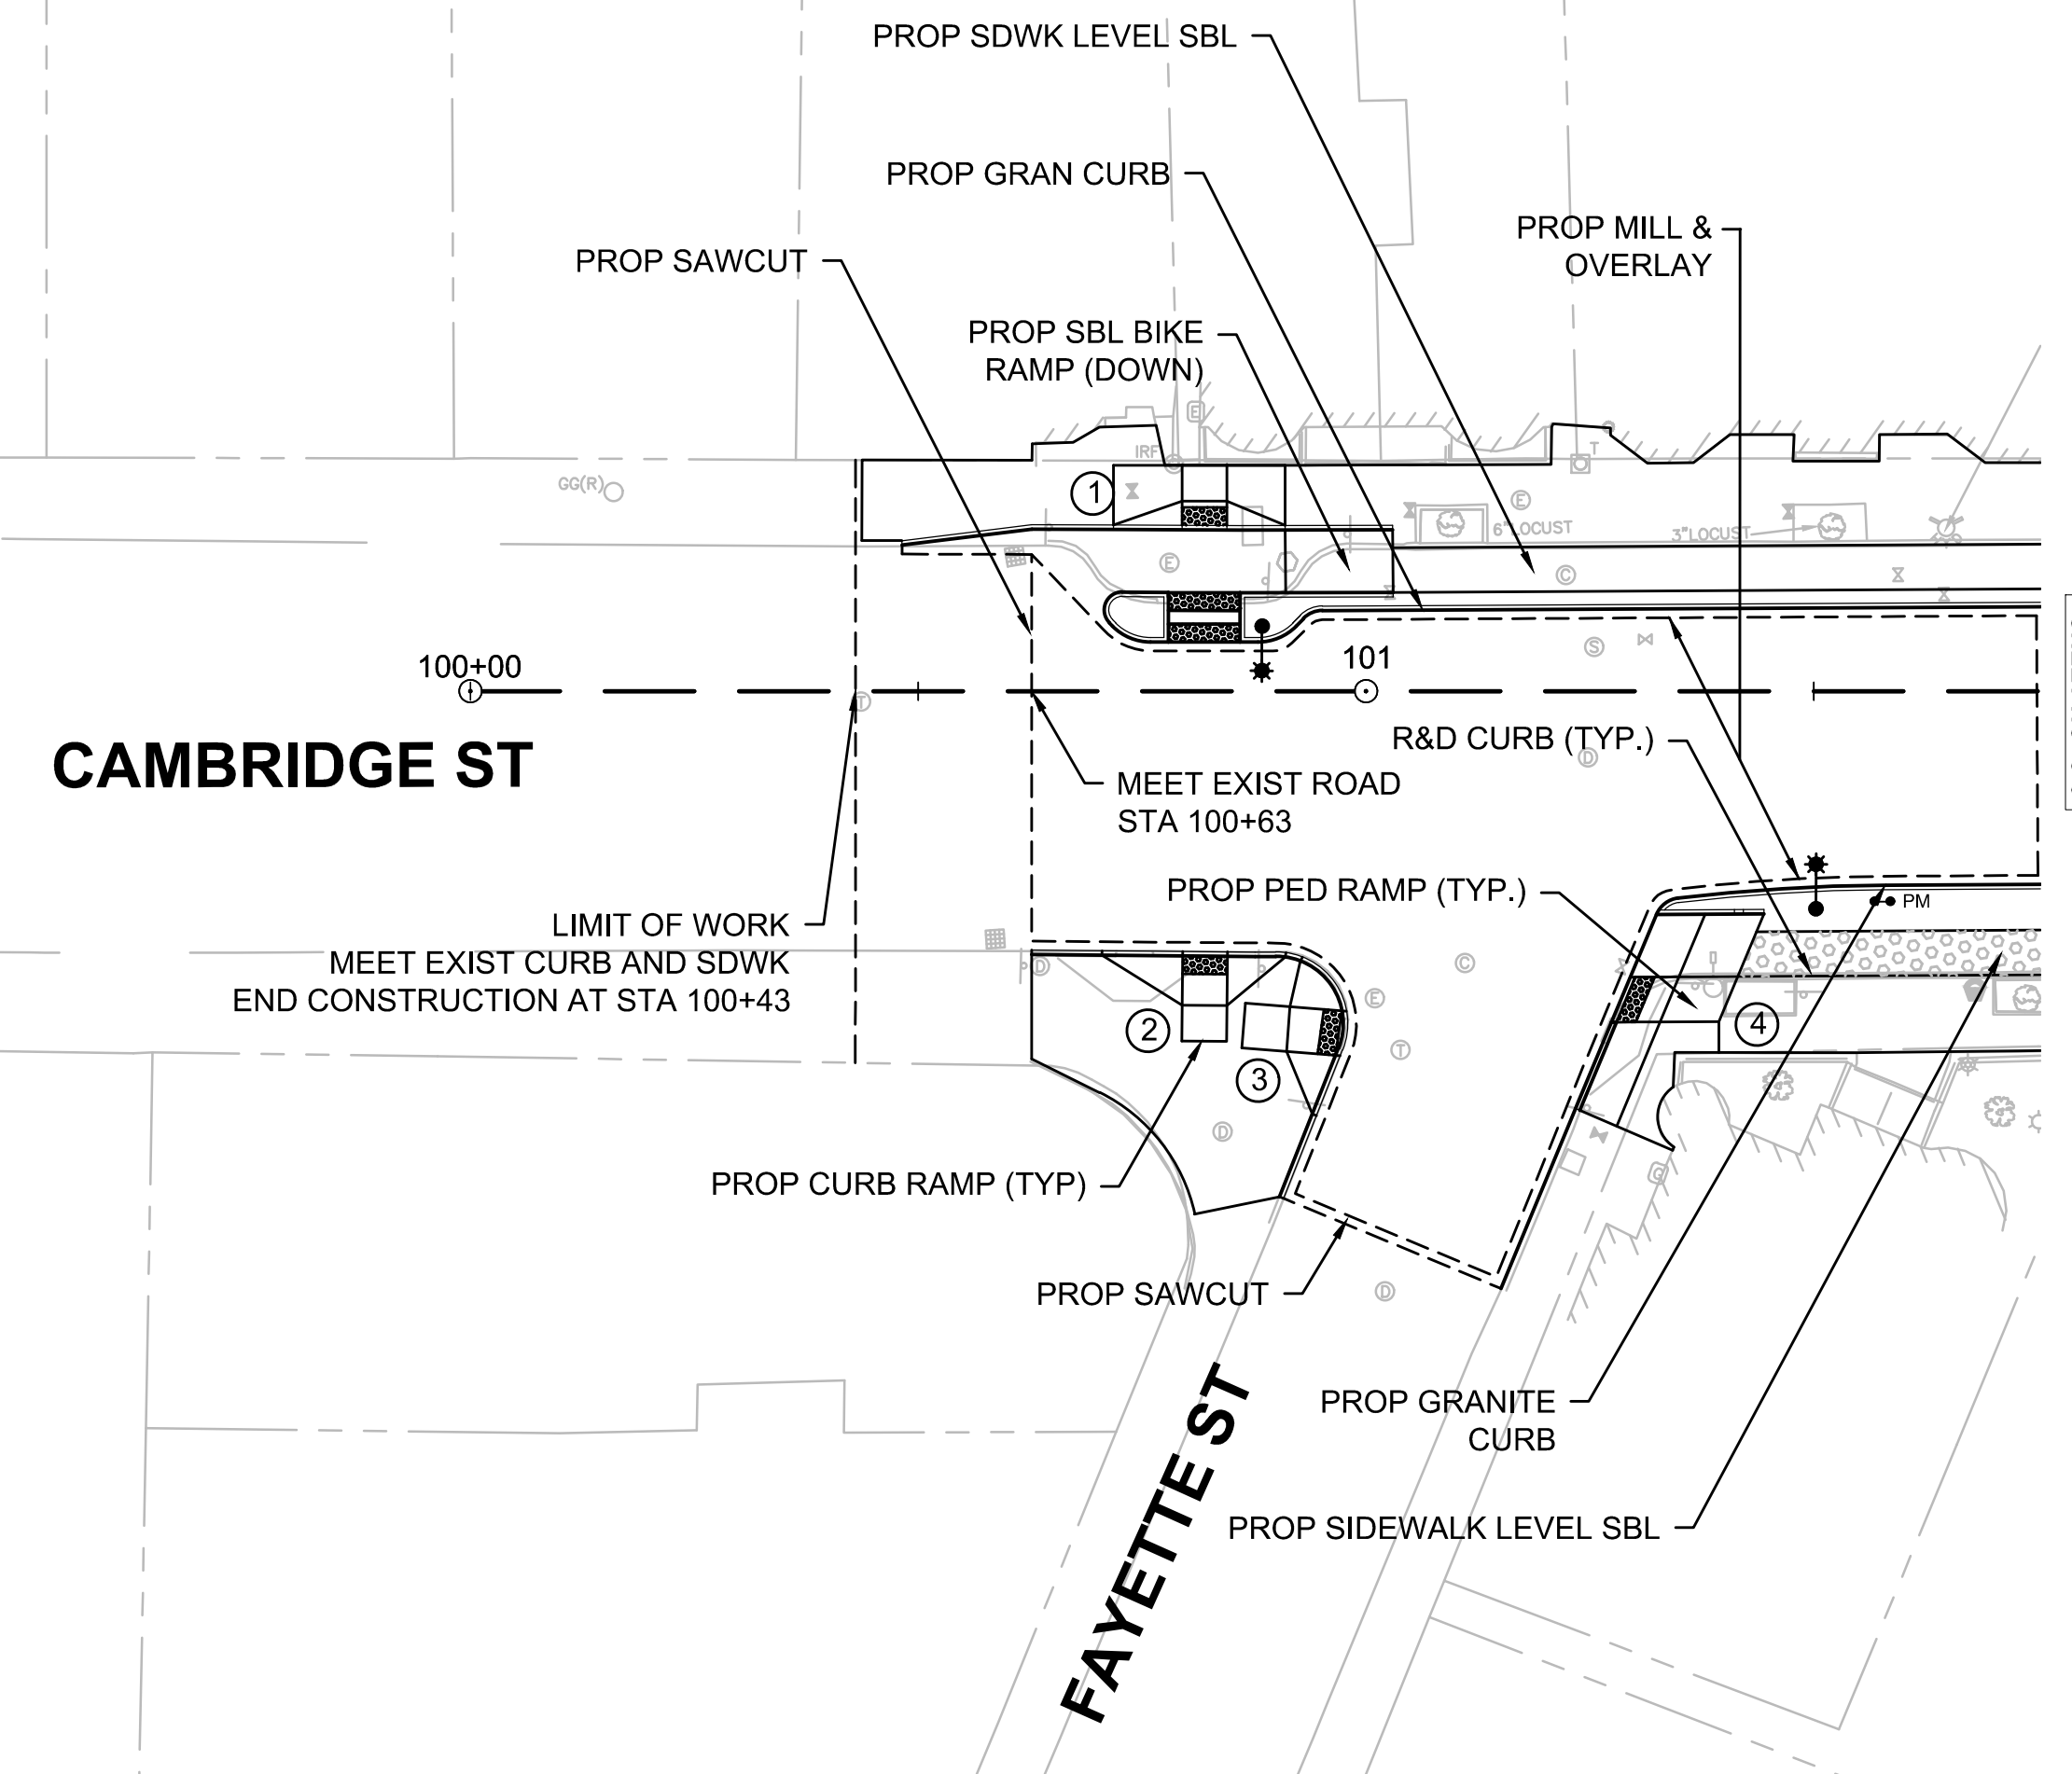 PROP SDWK LEVEL SBL
PROP GRAN CURB
PROP MILL &
OVERLAY
PROP SAWCUT
PROP SBL BIKE
RAMP (DOWN)
E
IRF
T
1
GG(R)
E
6"LOCUST
3"LOCUST
E
C
S
100+00
101
T
R&D CURB (TYP.)
D
CAMBRIDGE ST
MEET EXIST ROAD
STA 100+63
PROP PED RAMP (TYP.)
PM
LIMIT OF WORK
MEET EXIST CURB AND SDWK
END CONSTRUCTION AT STA 100+43
D
C
E
2
4
T
3
D
G
PROP CURB RAMP (TYP)
PROP SAWCUT
D
FAYETTE ST
PROP GRANITE
CURB
PROP SIDEWALK LEVEL SBL